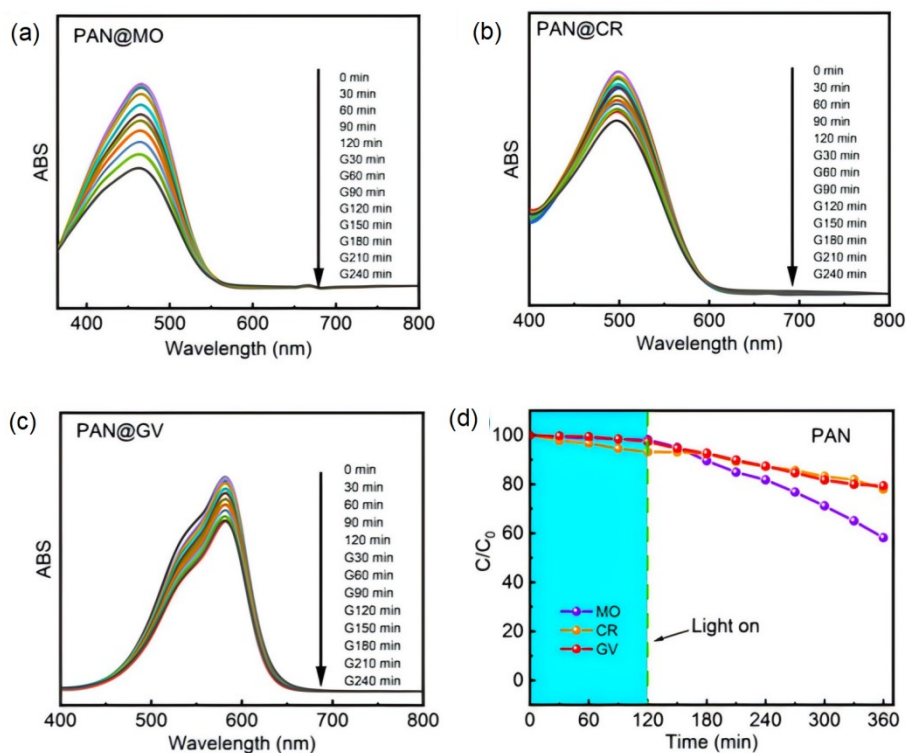 (a)
PAN@MO
0 min
30 min
60 min
90 min
120 min
G30 min
G60 min
G90 min
G120 min
G150 min
G180 min
G210 min
G240 min
ABS
400 500 600 700 800
Wavelength (nm)
(b)
PAN@CR
0 min
30 min
60 min
90 min
120 min
G30 min
G60 min
G90 min
G120 min
G150 min
G180 min
G210 min
G240 min
ABS
400 500 600 700 800
Wavelength (nm)
(c)
PAN@GV
0 min
30 min
60 min
90 min
120 min
G30 min
G60 min
G90 min
G120 min
G150 min
G180 min
G210 min
G240 min
ABS
400 500 600 700 800
Wavelength (nm)
(d)
PAN
100
80
60
40
20
0
C/C0
MO
CR
GV
Light on
0 60 120 180 240 300 360
Time (min)